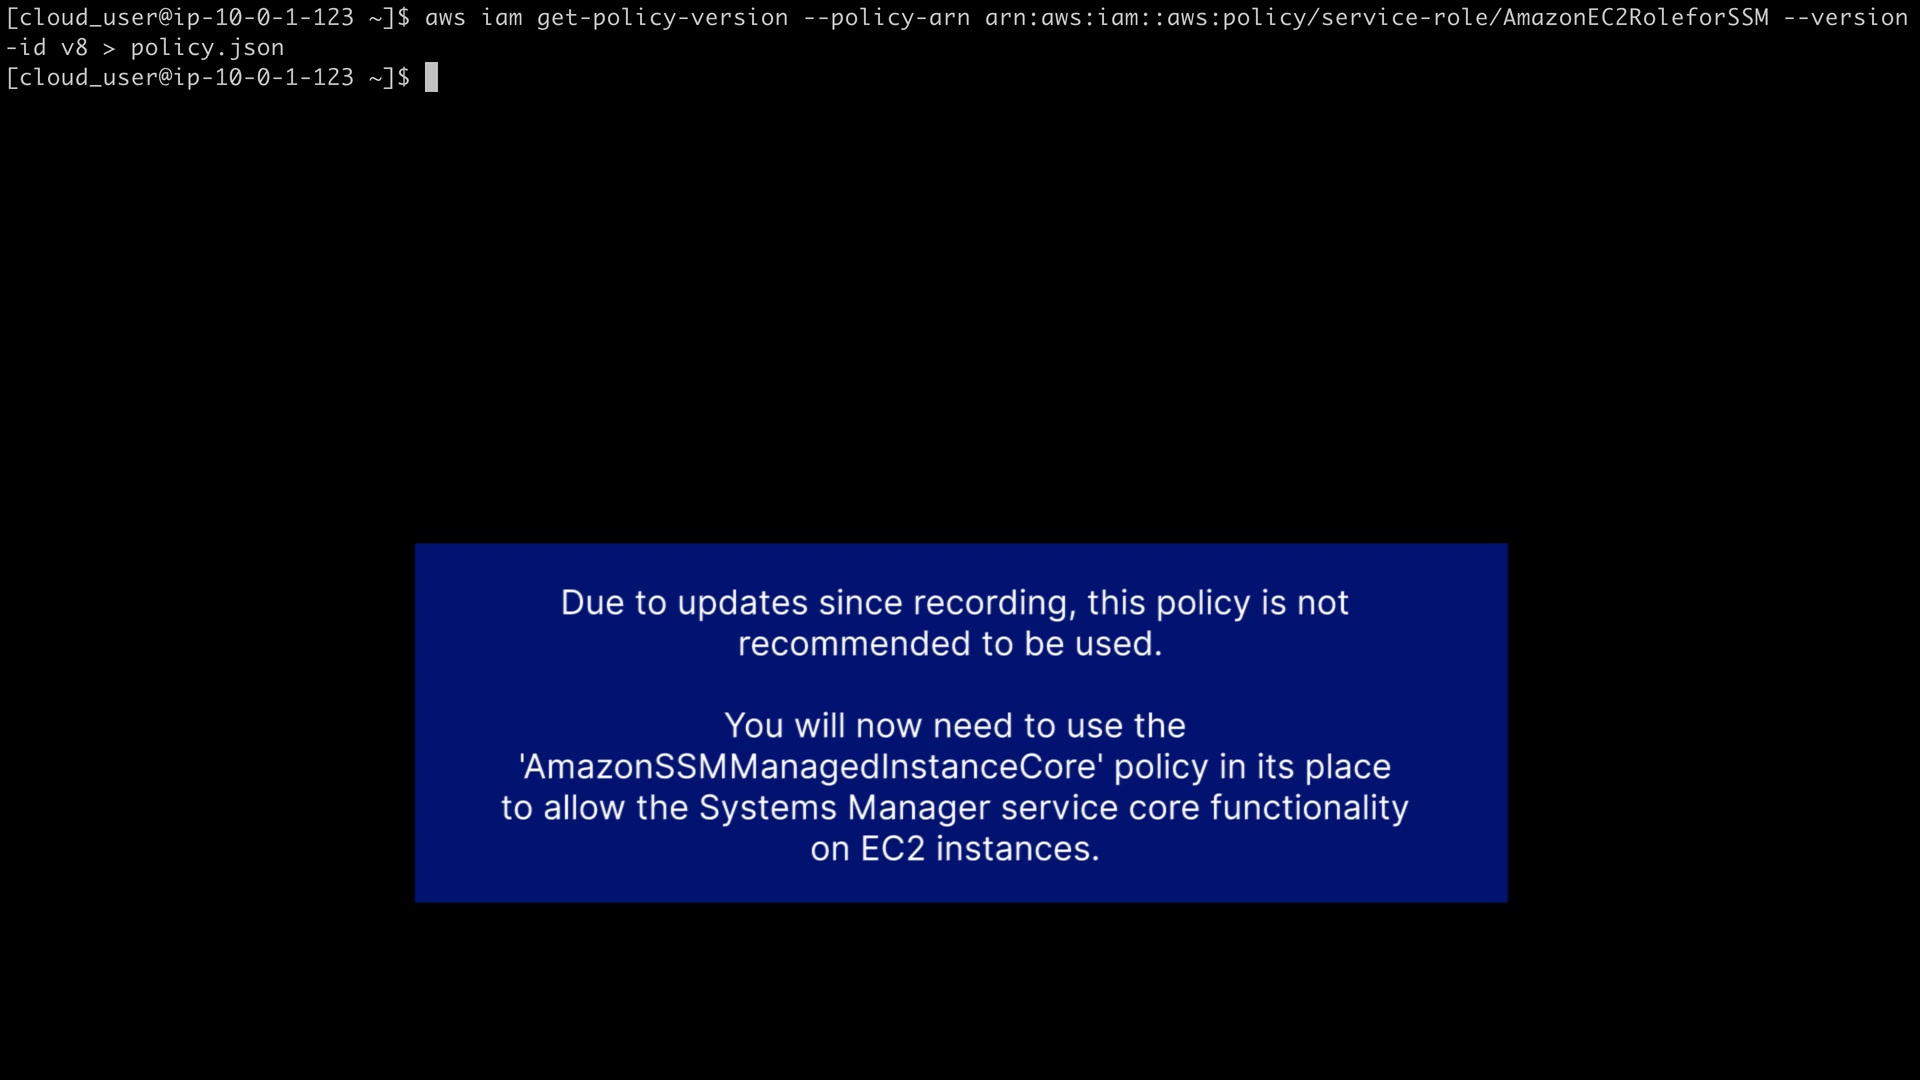 [cloud_user@ip-10-0-1-123 ~]$ aws iam get-policy-version --policy-arn arn:aws:iam::aws:policy/service-role/AmazonEC2RoleforSSM --version
-id v8 > policy.json
[cloud_user@ip-10-0-1-123 ~]$
Due to updates since recording, this policy is not
recommended to be used.
You will now need to use the
'AmazonSSMManagedInstanceCore' policy in its place
to allow the Systems Manager service core functionality
on EC2 instances.